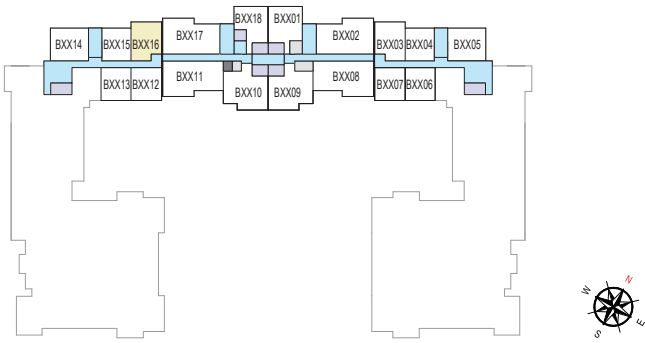 BXX18 BXX01
BXX14 BXX15 BXX16 BXX17 BXX02 BXX03 BXX04 BXX05
BXX13 BXX12 BXX11 BXX10 BXX09 BXX08 BXX07 BXX06
N
W
E
S